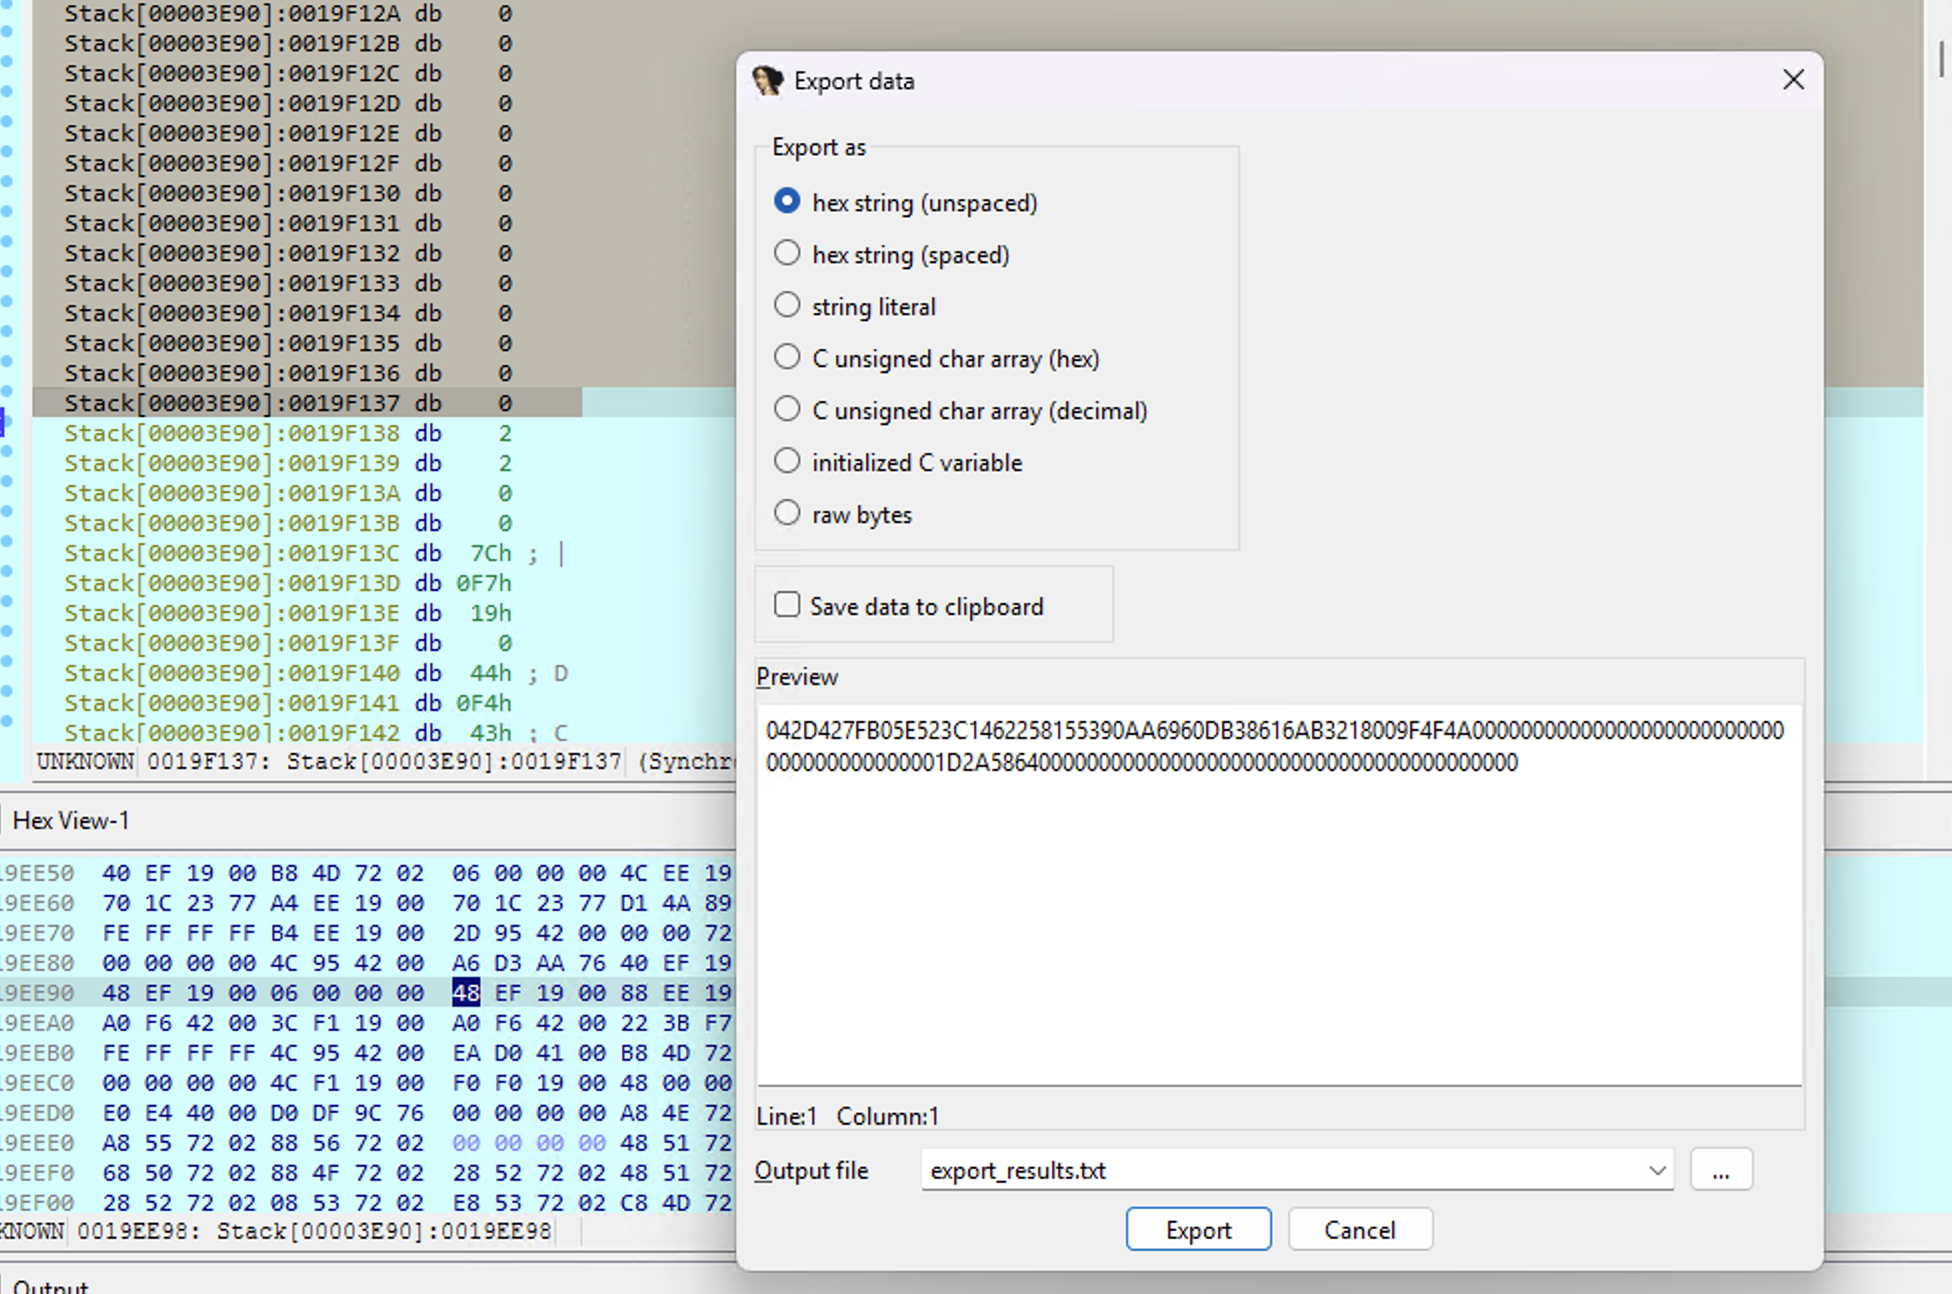 Stack[00003E90]:0019F12A db 0
Stack[00003E90]:0019F12B db 0
Stack[00003E90]:0019F12C db 0
Stack[00003E90]:0019F12D db 0
Stack[00003E90]:0019F12E db 0
Stack[00003E90]:0019F12F db 0
Stack[00003E90]:0019F130 db 0
Stack[00003E90]:0019F131 db 0
Stack[00003E90]:0019F132 db 0
Stack[00003E90]:0019F133 db 0
Stack[00003E90]:0019F134 db 0
Stack[00003E90]:0019F135 db 0
Stack[00003E90]:0019F136 db 0
Stack[00003E90]:0019F137 db 0
Stack[00003E90]:0019F138 db 2
Stack[00003E90]:0019F139 db 2
Stack[00003E90]:0019F13A db 0
Stack[00003E90]:0019F13B db 0
Stack[00003E90]:0019F13C db 7Ch ; |
Stack[00003E90]:0019F13D db 0F7h
Stack[00003E90]:0019F13E db 19h
Stack[00003E90]:0019F13F db 0
Stack[00003E90]:0019F140 db 44h ; D
Stack[00003E90]:0019F141 db 0F4h
Stack[00003E90]:0019F142 db 43h ; C
UNKNOWN 0019F137: Stack[00003E90]:0019F137 (Synchr
Hex View-1
19EE50 40 EF 19 00 B8 4D 72 02 06 00 00 00 4C EE 19
19EE60 70 1C 23 77 A4 EE 19 00 70 1C 23 77 D1 4A 89
19EE70 FE FF FF FF B4 EE 19 00 2D 95 42 00 00 00 72
19EE80 00 00 00 00 4C 95 42 00 A6 D3 AA 76 40 EF 19
19EE90 48 EF 19 00 06 00 00 00 48 EF 19 00 88 EE 19
19EEA0 A0 F6 42 00 3C F1 19 00 A0 F6 42 00 22 3B F7
19EEB0 FE FF FF FF 4C 95 42 00 EA D0 41 00 B8 4D 72
19EEC0 00 00 00 00 4C F1 19 00 F0 F0 19 00 48 00 00
19EED0 E0 E4 40 00 D0 DF 9C 76 00 00 00 00 A8 4E 72
19EEE0 A8 55 72 02 88 56 72 02 00 00 00 00 48 51 72
19EEF0 68 50 72 02 88 4F 72 02 28 52 72 02 48 51 72
19EF00 28 52 72 02 08 53 72 02 E8 53 72 02 C8 4D 72
KNOWN 0019EE98: Stack[00003E90]:0019EE98
Output
Export data
Export as
hex string (unspaced)
hex string (spaced)
string literal
C unsigned char array (hex)
C unsigned char array (decimal)
initialized C variable
raw bytes
Save data to clipboard
Preview
042D427FB05E523C1462258155390AA6960DB38616AB3218009F4F4A00000000000000000000000000
000000000000001D2A58640000000000000000000000000000000000000000
Line:1 Column:1
Output file
export_results.txt
...
Export
Cancel